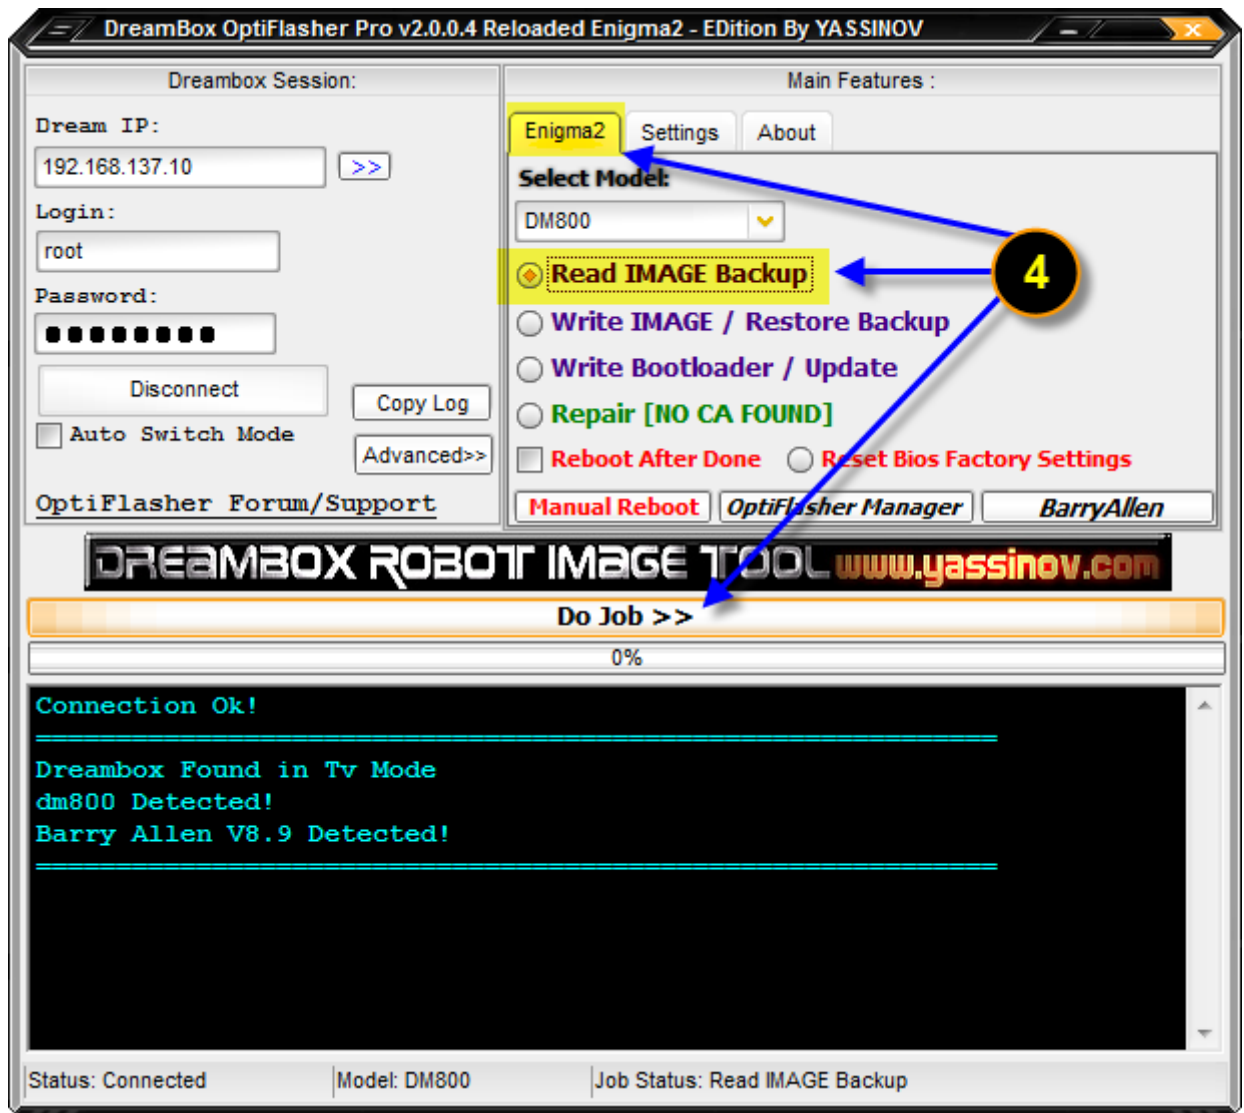 DreamBox OptiFlasher Pro v2.0.0.4 Reloaded Enigma2 - EDition By YASSINOV
Dreambox Session:
Dream IP:
192.168.137.10
>>
Login:
root
Password:
Disconnect
Copy Log
Auto Switch Mode
Advanced>>
OptiFlasher Forum/Support
Main Features :
Enigma2 Settings About
Select Model:
DM800
Read IMAGE Backup
4
Write IMAGE / Restore Backup
Write Bootloader / Update
Repair [NO CA FOUND]
Reboot After Done Reset Bios Factory Settings
Manual Reboot OptiFlasher Manager BarryAllen
DREAMBOX ROBOT IMAGE TOOL www.yassinov.com
Do Job >>
0%
Connection Ok!
Dreambox Found in Tv Mode
dm800 Detected!
Barry Allen V8.9 Detected!
Status: Connected Model: DM800 Job Status: Read IMAGE Backup